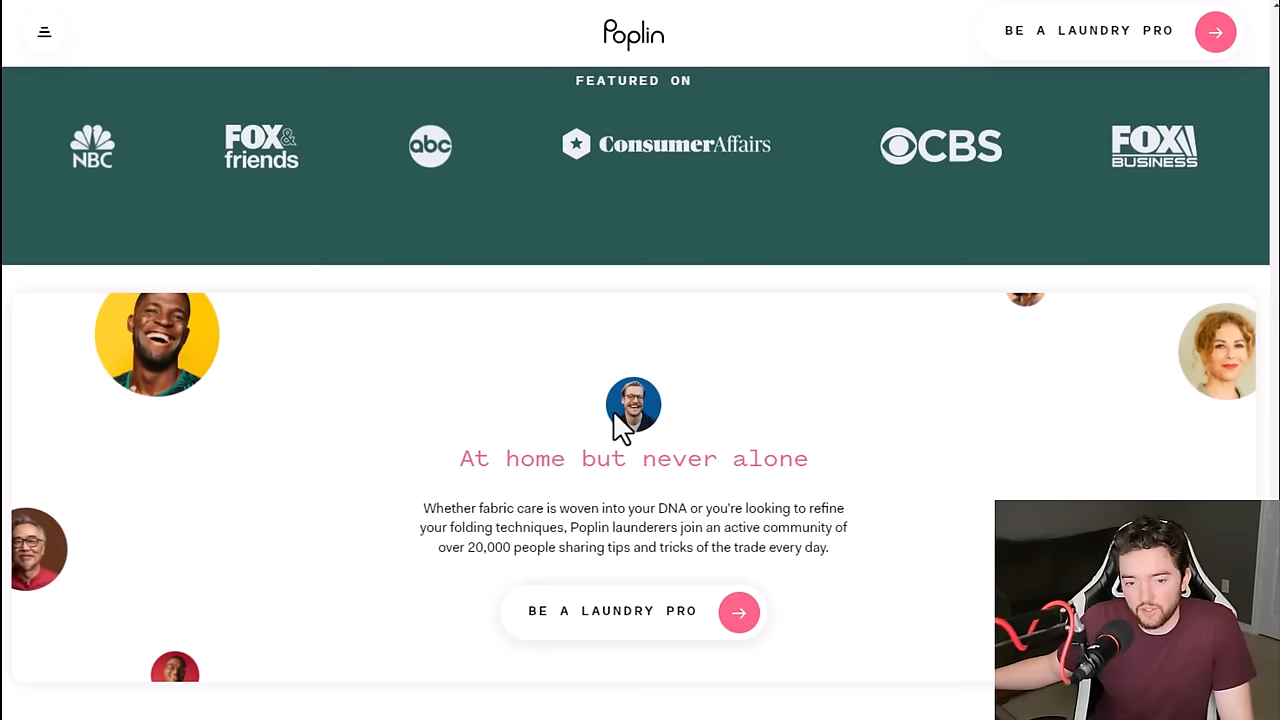 Poplin
BE A LAUNDRY PRO
FEATURED ON
NBC
FOX& friends
abc
ConsumerAffairs
CBS
FOX BUSINESS
At home but never alone
Whether fabric care is woven into your DNA or you're looking to refine
your folding techniques, Poplin launderers join an active community of
over 20,000 people sharing tips and tricks of the trade every day.
BE A LAUNDRY PRO